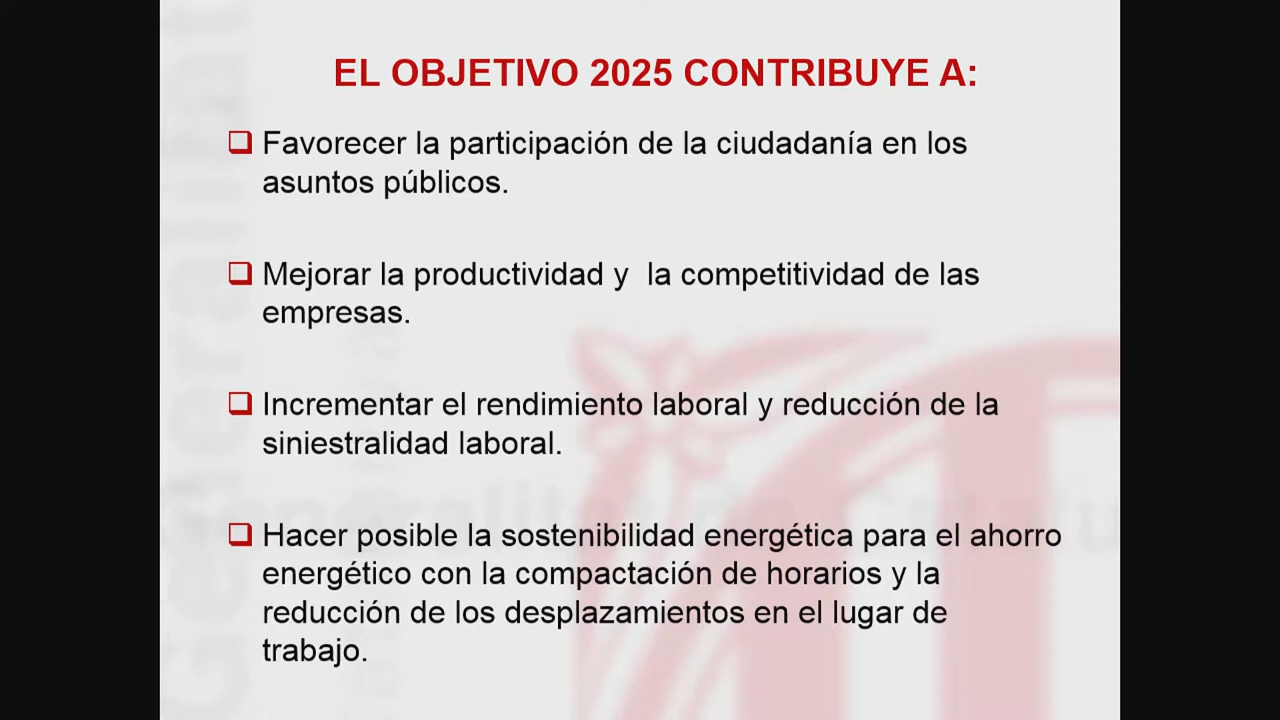 EL OBJETIVO 2025 CONTRIBUYE A:
Favorecer la participación de la ciudadanía en los
asuntos públicos.
Mejorar la productividad y  la competitividad de las
empresas.
Incrementar el rendimiento laboral y reducción de la
siniestralidad laboral.
Hacer posible la sostenibilidad energética para el ahorro
energético con la compactación de horarios y la
reducción de los desplazamientos en el lugar de
trabajo.